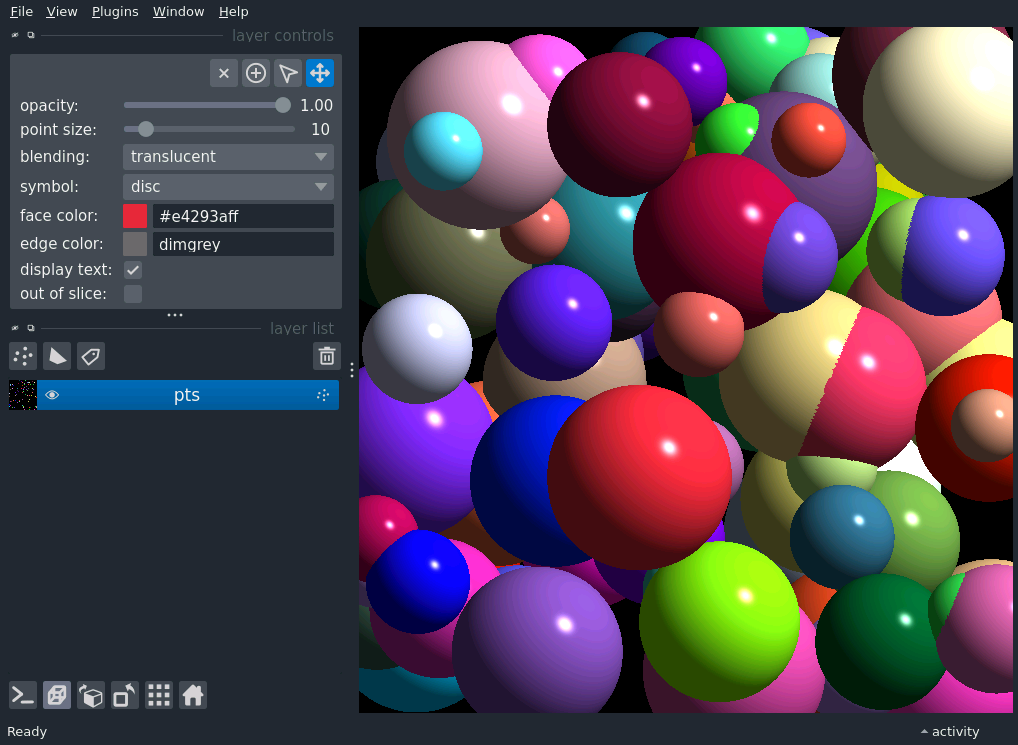 File View Plugins Window Help
layer controls
opacity: 1.00
point size: 10
blending: translucent
symbol: disc
face color: #e4293aff
edge color: dimgrey
display text:
out of slice:
layer list
pts
Ready activity